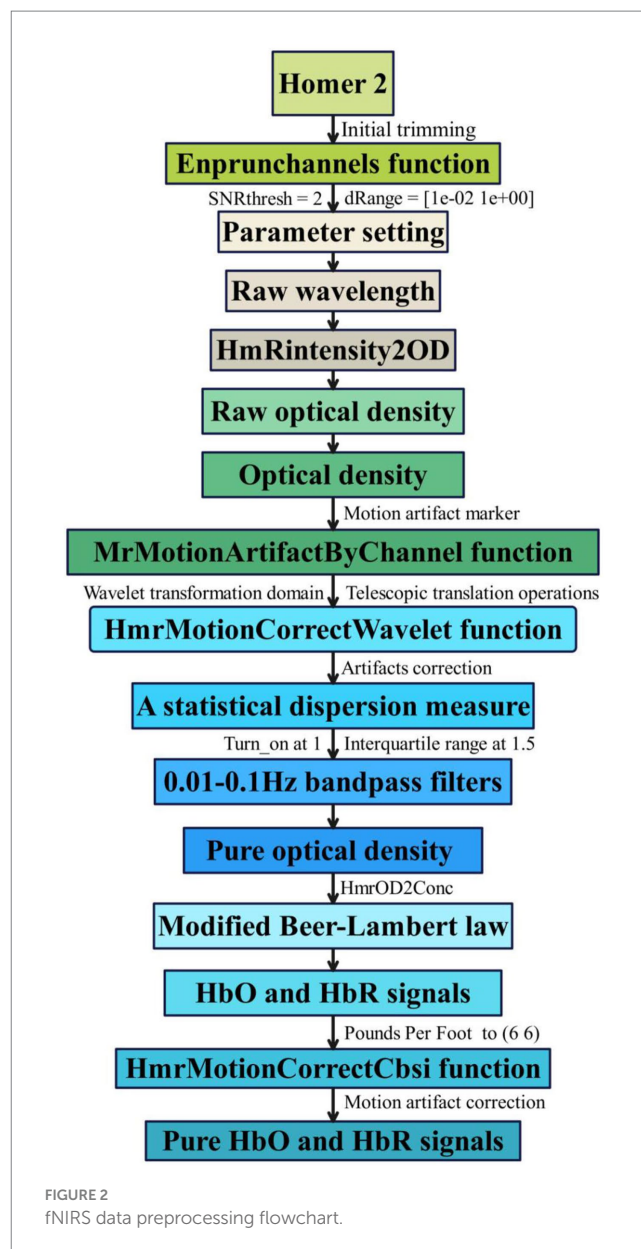 Homer 2
Initial trimming
Enprunchannels function
SNRthresh = 2 dRange = [1e-02 1e+00]
Parameter setting
Raw wavelength
HmRintensity2OD
Raw optical density
Optical density
Motion artifact marker
MrMotionArtifactByChannel function
Wavelet transformation domain Telescopic translation operations
HmrMotionCorrectWavelet function
Artifacts correction
A statistical dispersion measure
Turn_on at 1 Interquartile range at 1.5
0.01-0.1Hz bandpass filters
Pure optical density
HmrOD2Conc
Modified Beer-Lambert law
HbO and HbR signals
Pounds Per Foot to (6 6)
HmrMotionCorrectCbsi function
Motion artifact correction
Pure HbO and HbR signals
FIGURE 2
fNIRS data preprocessing flowchart.